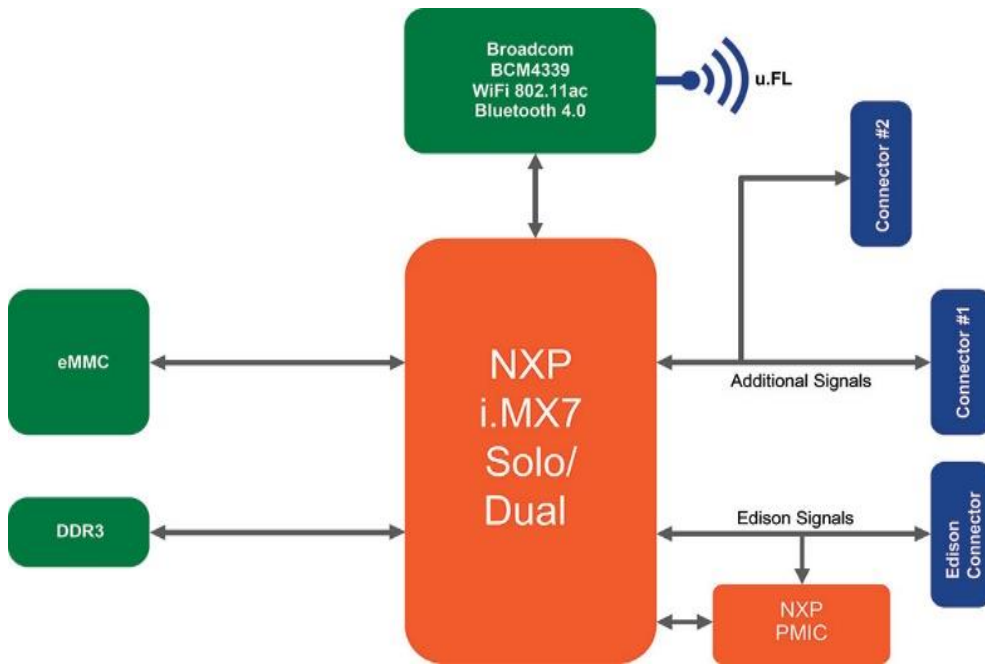 Broadcom
BCM4339
WiFi 802.11ac
Bluetooth 4.0
u.FL
Connector #2
eMMC
NXP
i.MX7
Solo/
Dual
Additional Signals
Connector #1
DDR3
Edison Signals
Edison
Connector
NXP
PMIC